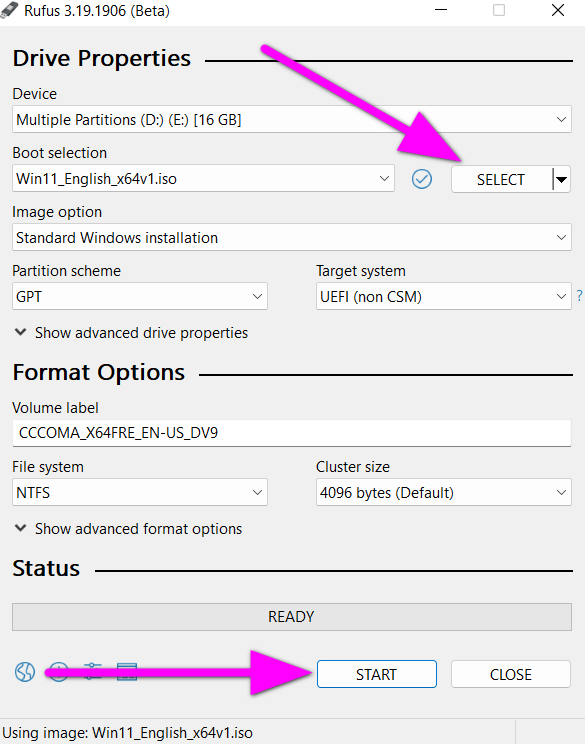 Rufus 3.19.1906 (Beta)
Drive Properties
Device
Multiple Partitions (D:) (E:) [16 GB]
Boot selection
Win11_English_x64v1.iso
SELECT
Image option
Standard Windows installation
Partition scheme
Target system
GPT
UEFI (non CSM)
?
Show advanced drive properties
Format Options
Volume label
CCCOMA_X64FRE_EN-US_DV9
File system
Cluster size
NTFS
4096 bytes (Default)
Show advanced format options
Status
READY
START
CLOSE
Using image: Win11_English_x64v1.iso